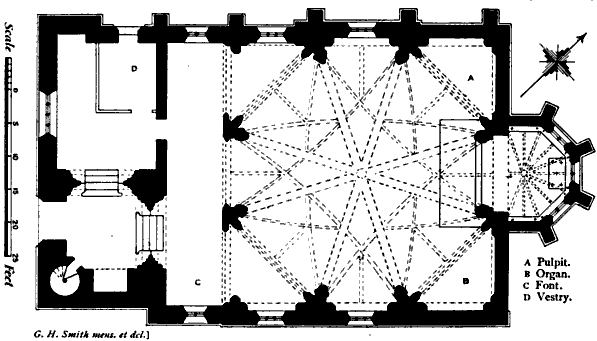 Scale
0
5
10
15
20
25
Feet
D
A
C
B
A Pulpit.
B Organ.
C Font.
D Vestry.
G. H. Smith mens. et del.]